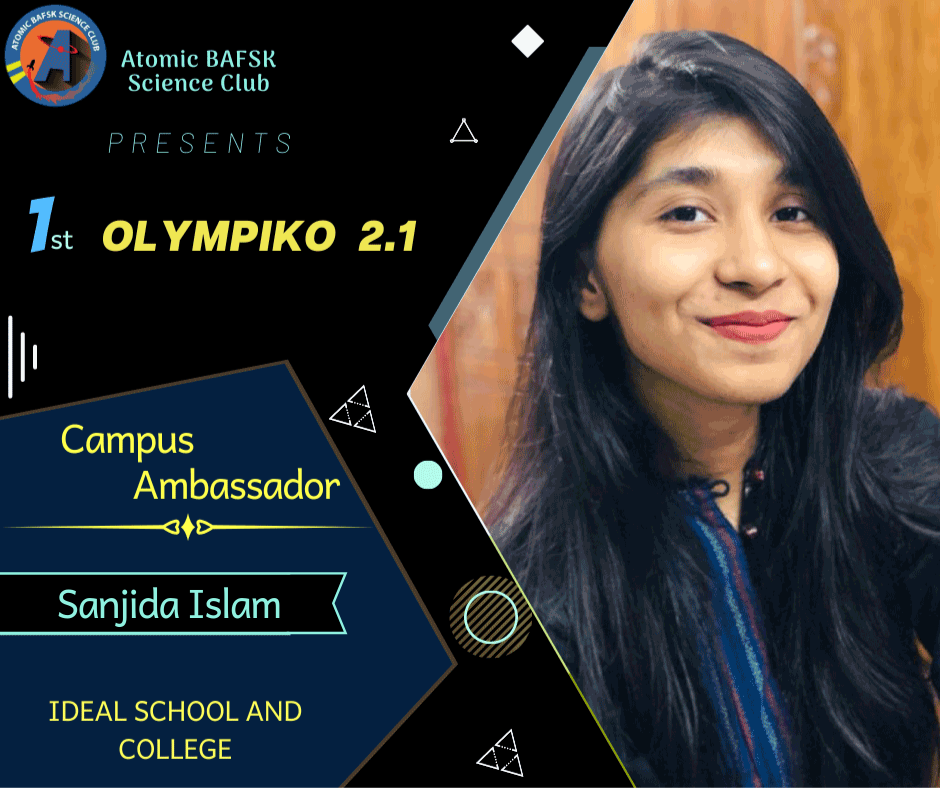 ATOMIC BAFSK SCIENCE CLUB
A
Atomic BAFSK
Science Club
PRESENTS
1st OLYMPIKO 2.1
Campus
Ambassador
Sanjida Islam
IDEAL SCHOOL AND
COLLEGE